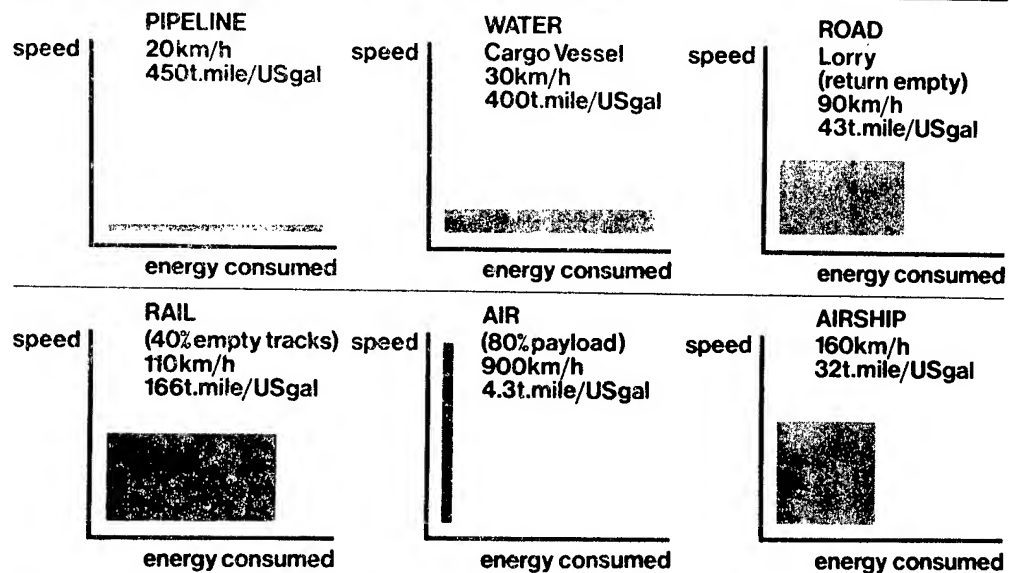 PIPELINE
20km/h
450t.mile/USgal
speed
energy consumed
WATER
Cargo Vessel
30km/h
400t.mile/USgal
speed
energy consumed
ROAD
Lorry
(return empty)
90km/h
43t.mile/USgal
speed
energy consumed
RAIL
(40% empty tracks)
110km/h
166t.mile/USgal
speed
energy consumed
AIR
(80% payload)
900km/h
4.3t.mile/USgal
speed
energy consumed
AIRSHIP
160km/h
32t.mile/USgal
speed
energy consumed